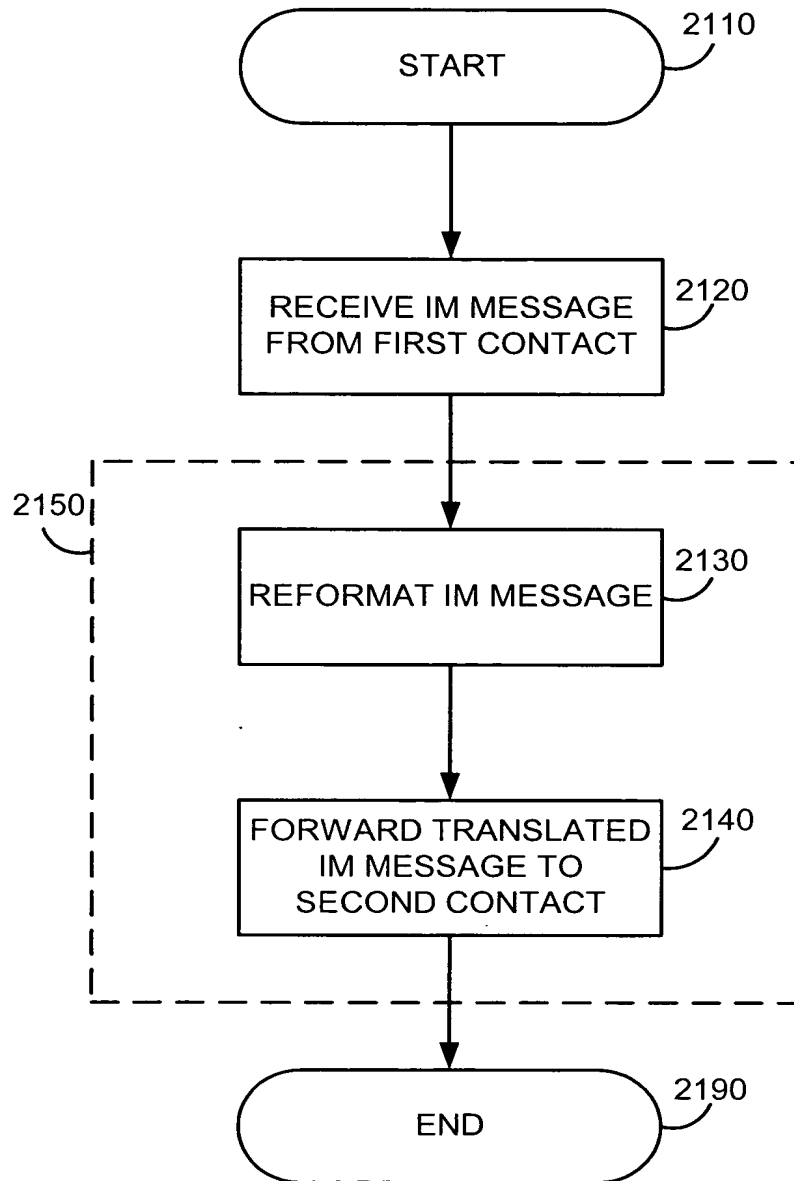 START
2110
RECEIVE IM MESSAGE
FROM FIRST CONTACT
2120
2150
REFORMAT IM MESSAGE
2130
FORWARD TRANSLATED
IM MESSAGE TO
SECOND CONTACT
2140
END
2190